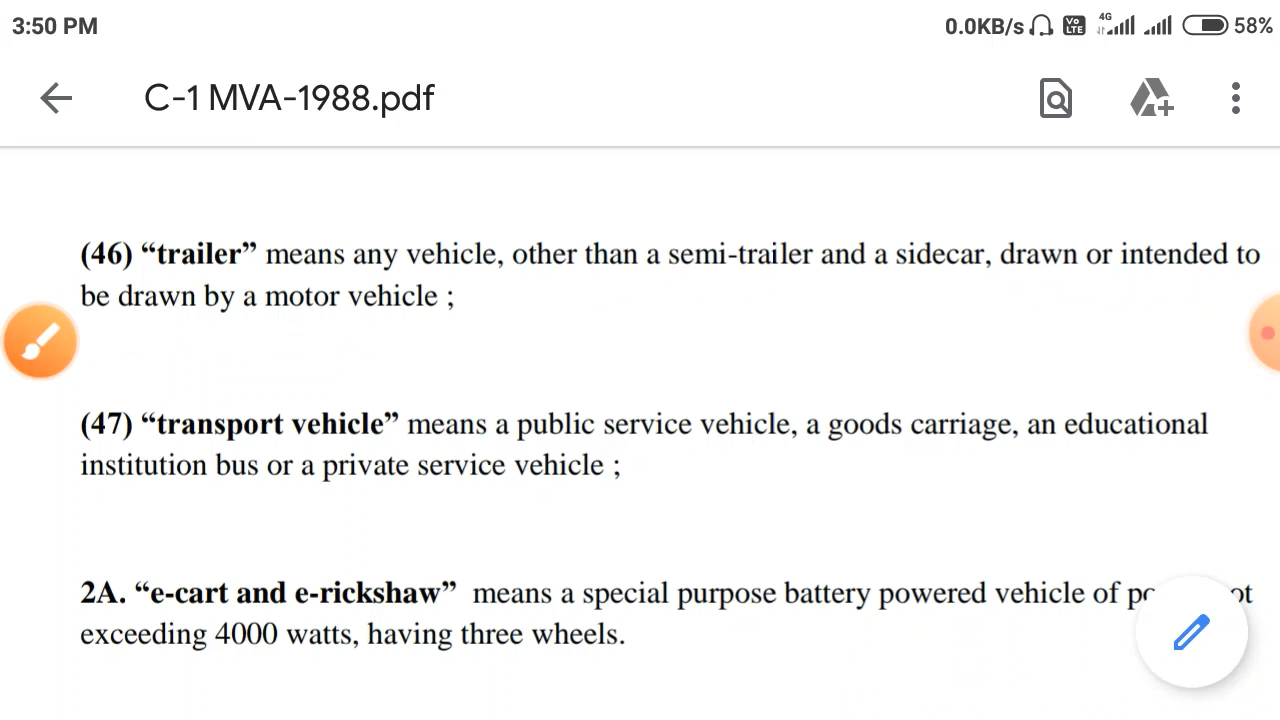 3:50 PM 0.0KB/s Vo LTE 4G 58%
C-1 MVA-1988.pdf
(46) “trailer” means any vehicle, other than a semi-trailer and a sidecar, drawn or intended to
be drawn by a motor vehicle ;
(47) “transport vehicle” means a public service vehicle, a goods carriage, an educational
institution bus or a private service vehicle ;
2A. “e-cart and e-rickshaw” means a special purpose battery powered vehicle of
exceeding 4000 watts, having three wheels.